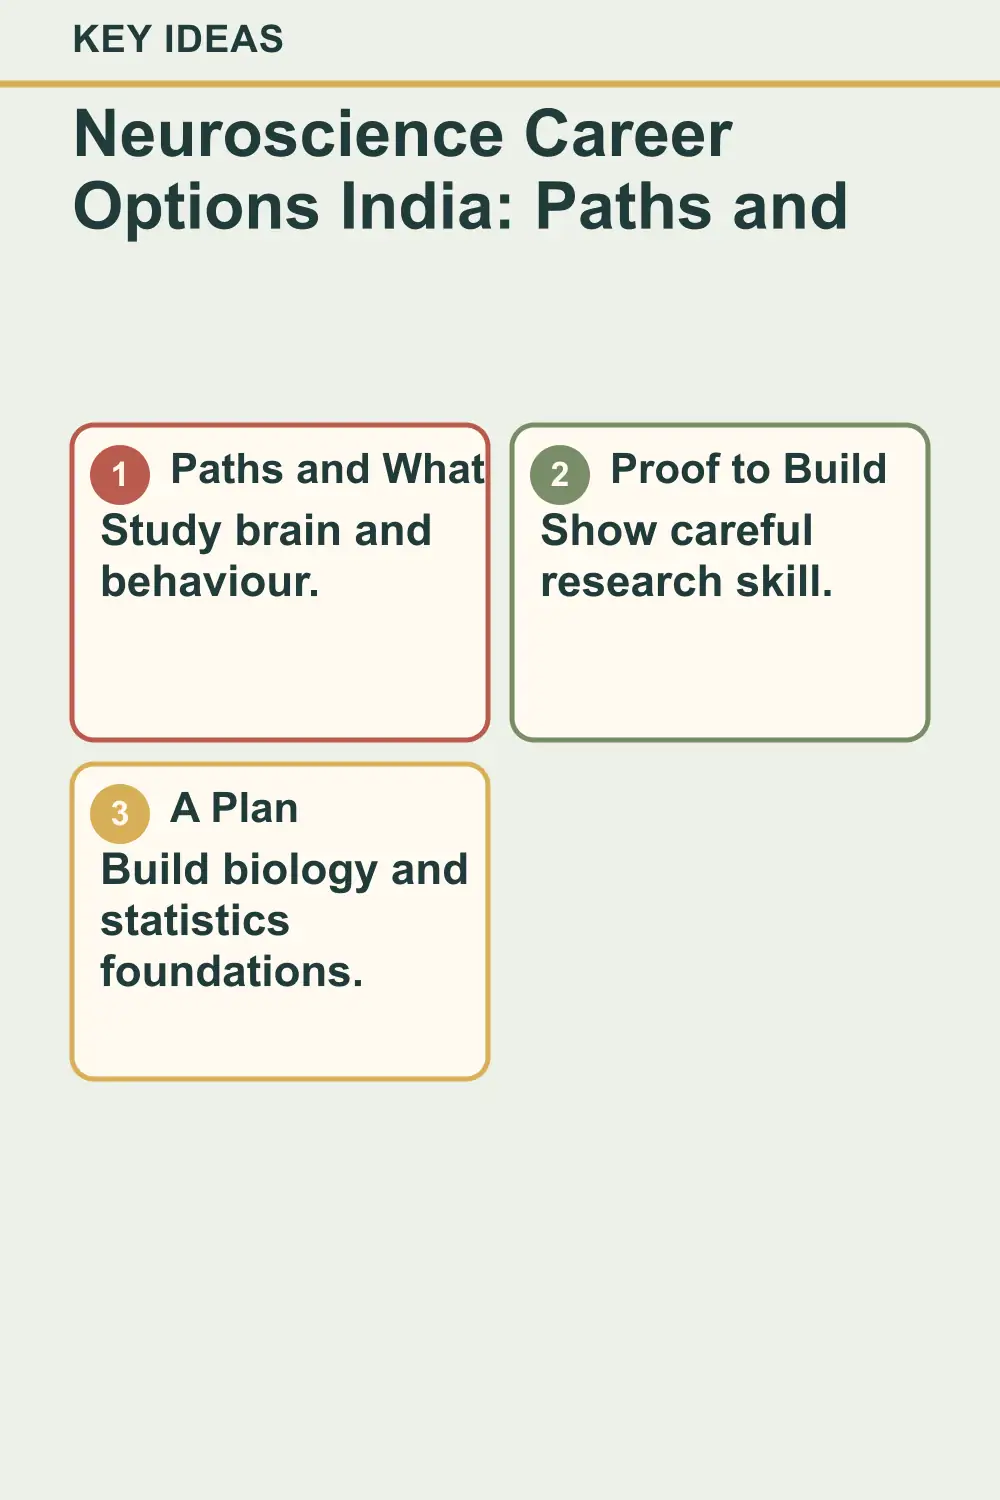 KEY IDEAS
Neuroscience Career
Options India: Paths and
1 Paths and What
Study brain and
behaviour.
2 Proof to Build
Show careful
research skill.
3 A Plan
Build biology and
statistics
foundations.